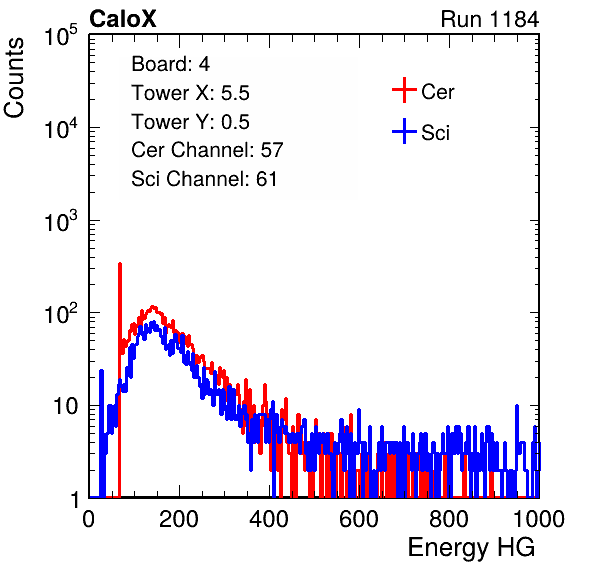 CaloX Run 1184
Counts
Board: 4
Tower X: 5.5
Tower Y: 0.5
Cer Channel: 57
Sci Channel: 61
Cer
Sci
10^5
10^4
10^3
10^2
10
1
0 200 400 600 800 1000
Energy HG